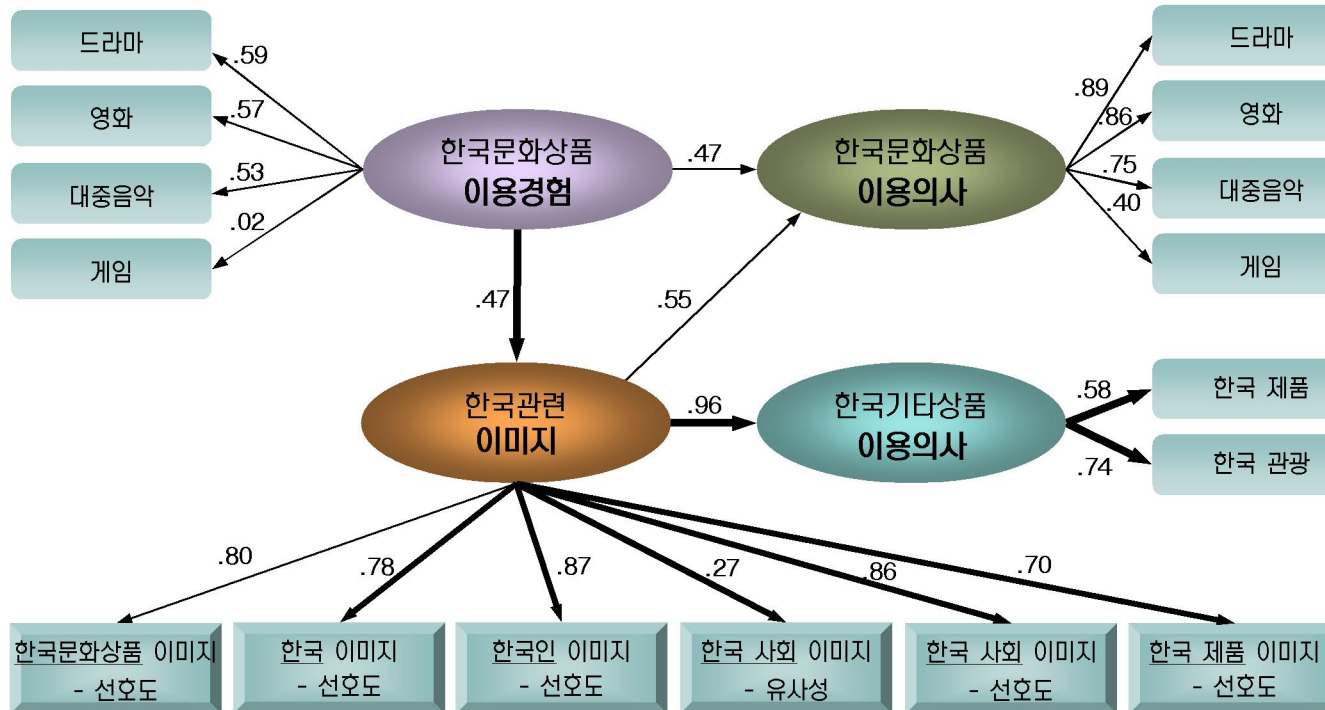 드라마
영화
대중음악
게임
.59
.57
.53
.02
한국문화상품
이용경험
.47
한국문화상품
이용의사
.89
.86
.75
.40
드라마
영화
대중음악
게임
.47
.55
한국관련
이미지
.96
한국기타상품
이용의사
.58
.74
한국 제품
한국 관광
.80
.78
.87
.27
.86
.70
한국문화상품 이미지
- 선호도
한국 이미지
- 선호도
한국인 이미지
- 선호도
한국 사회 이미지
- 유사성
한국 사회 이미지
- 선호도
한국 제품 이미지
- 선호도